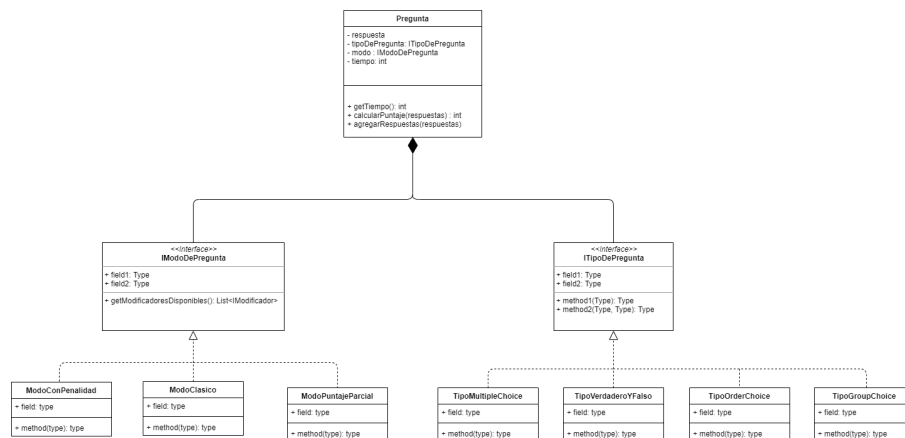 Pregunta
- respuesta
- tipoDePregunta: ITipoDePregunta
- modo : IModoDePregunta
- tiempo: int
+ getTiempo(): int
+ calcularPuntaje(respuestas) : int
+ agregarRespuestas(respuestas)
<<Interface>>
IModoDePregunta
+ field1: Type
+ field2: Type
+ getModificadoresDisponibles(): List<IModificador>
<<Interface>>
ITipoDePregunta
+ field1: Type
+ field2: Type
+ method1(Type): Type
+ method2(Type, Type): Type
ModoConPenalidad
+ field: type
+ method(type): type
ModoClasico
+ field: type
+ method(type): type
ModoPuntajeParcial
+ field: type
+ method(type): type
TipoMultipleChoice
+ field: type
+ method(type): type
TipoVerdaderoYFalso
+ field: type
+ method(type): type
TipoOrderChoice
+ field: type
+ method(type): type
TipoGroupChoice
+ field: type
+ method(type): type